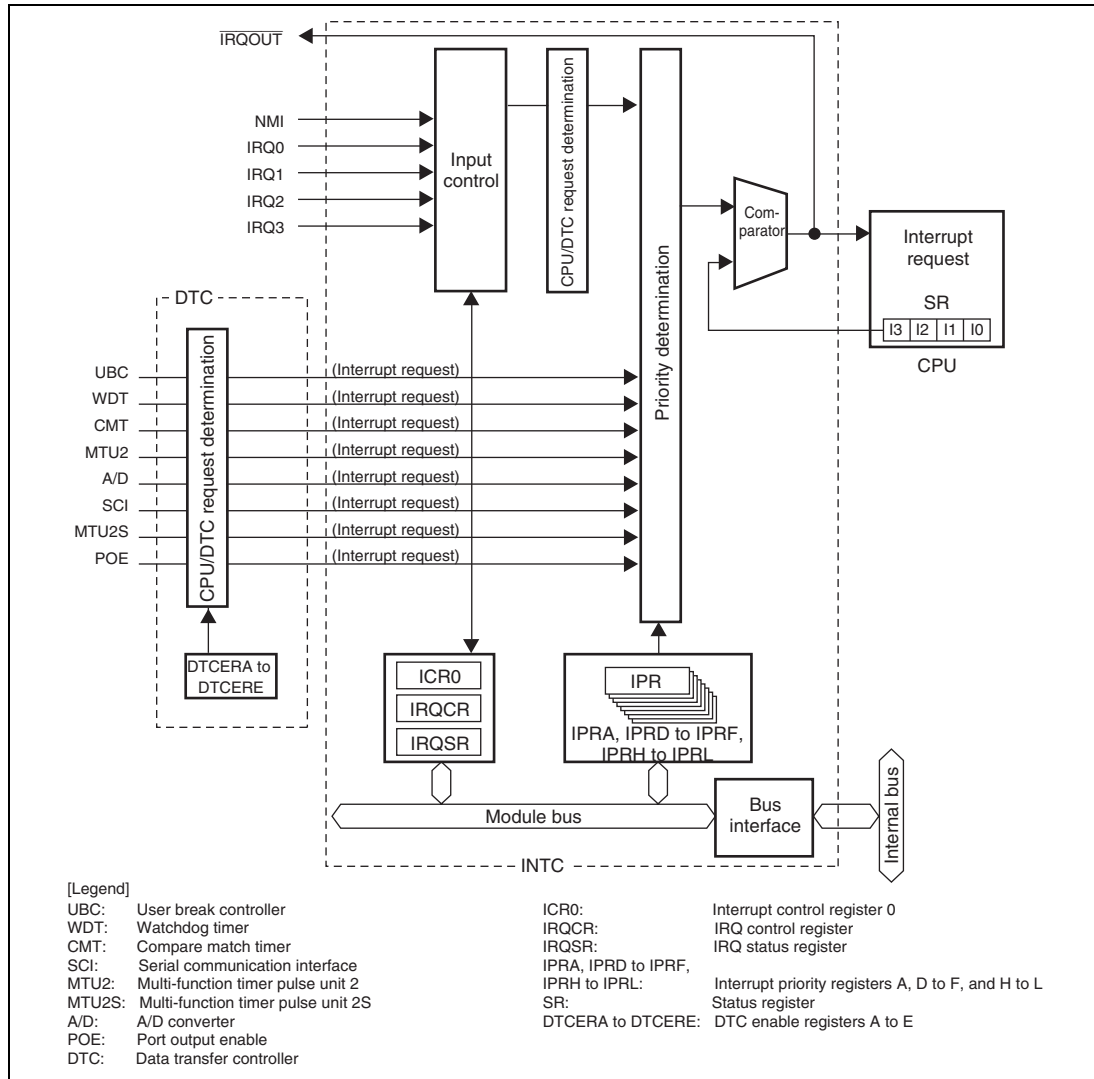 IRQOUT
NMI
IRQ0
IRQ1
IRQ2
IRQ3
Input
control
CPU/DTC request determination
Priority determination
Com-
parator
Interrupt
request
SR
I3 I2 I1 I0
CPU
DTC
CPU/DTC request determination
UBC
WDT
CMT
MTU2
A/D
SCI
MTU2S
POE
(Interrupt request)
(Interrupt request)
(Interrupt request)
(Interrupt request)
(Interrupt request)
(Interrupt request)
(Interrupt request)
(Interrupt request)
DTCERA to
DTCERE
ICR0
IRQCR
IRQSR
IPR
IPRA, IPRD to IPRF,
IPRH to IPRL
Module bus
Bus
interface
Internal bus
INTC
[Legend]
UBC: User break controller
WDT: Watchdog timer
CMT: Compare match timer
SCI: Serial communication interface
MTU2: Multi-function timer pulse unit 2
MTU2S: Multi-function timer pulse unit 2S
A/D: A/D converter
POE: Port output enable
DTC: Data transfer controller
ICR0: Interrupt control register 0
IRQCR: IRQ control register
IRQSR: IRQ status register
IPRA, IPRD to IPRF,
IPRH to IPRL: Interrupt priority registers A, D to F, and H to L
SR: Status register
DTCERA to DTCERE: DTC enable registers A to E